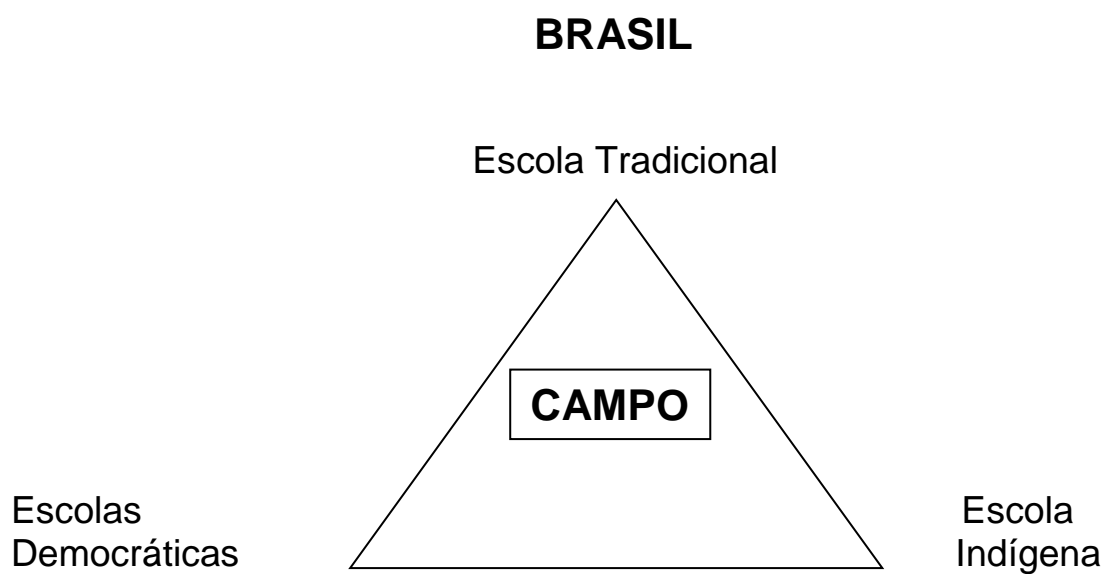 BRASIL
Escola Tradicional
CAMPO
Escolas
Democráticas
Escola
Indígena